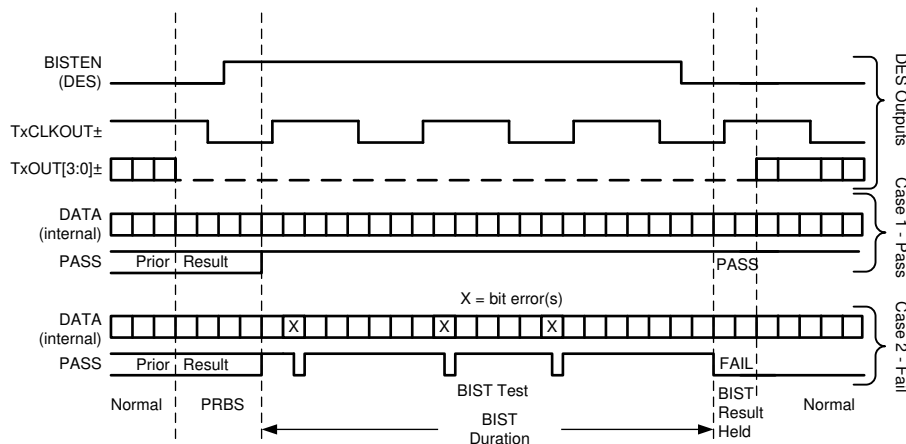 BISTEN
(DES)
TxCLKOUT±
TxOUT[3:0]±
DES Outputs
DATA
(internal)
PASS
Prior Result
PASS
Case 1 - Pass
X = bit error(s)
DATA
(internal)
X X X
PASS
Prior Result
FAIL
Case 2 - Fail
Normal
PRBS
BIST Test
BIST
Duration
BIST
Result
Held
Normal